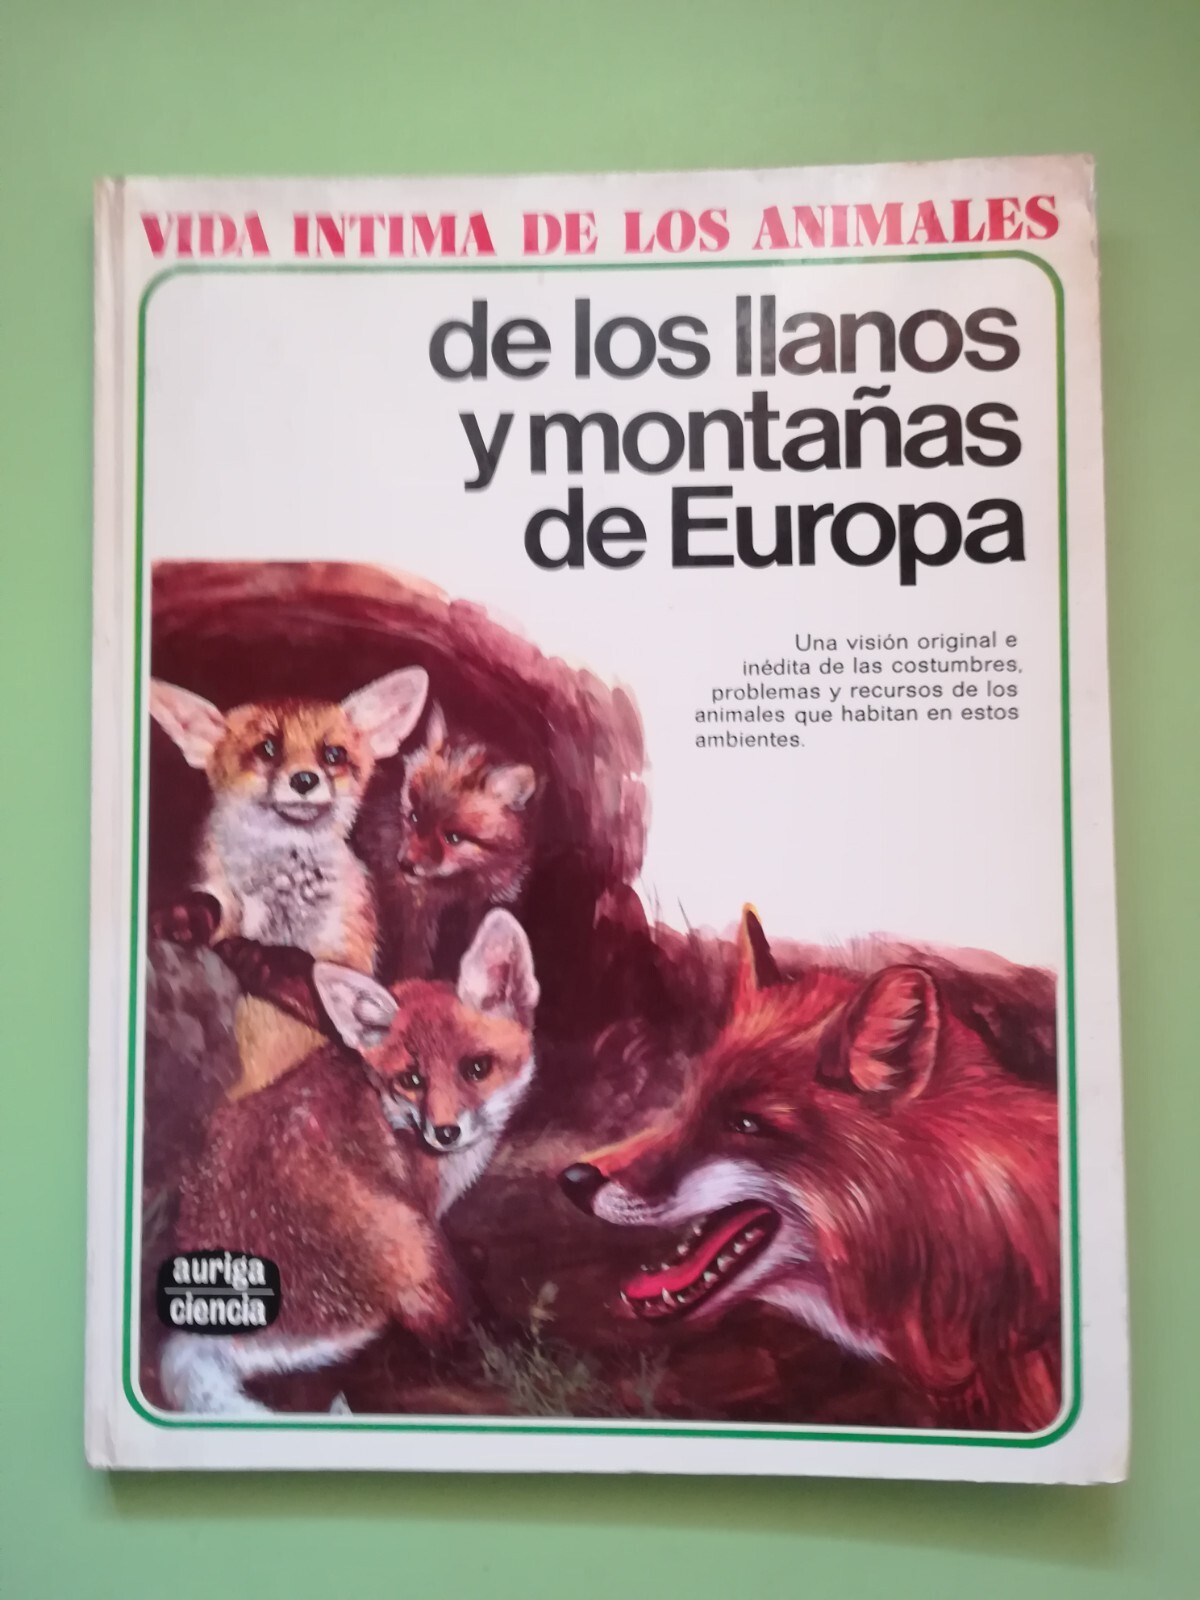 VIDA INTIMA DE LOS ANIMALES
de los llanos
y montañas
de Europa
Una visión original e
inédita de las costumbres,
problemas y recursos de los
animales que habitan en estos
ambientes.
auriga
ciencia